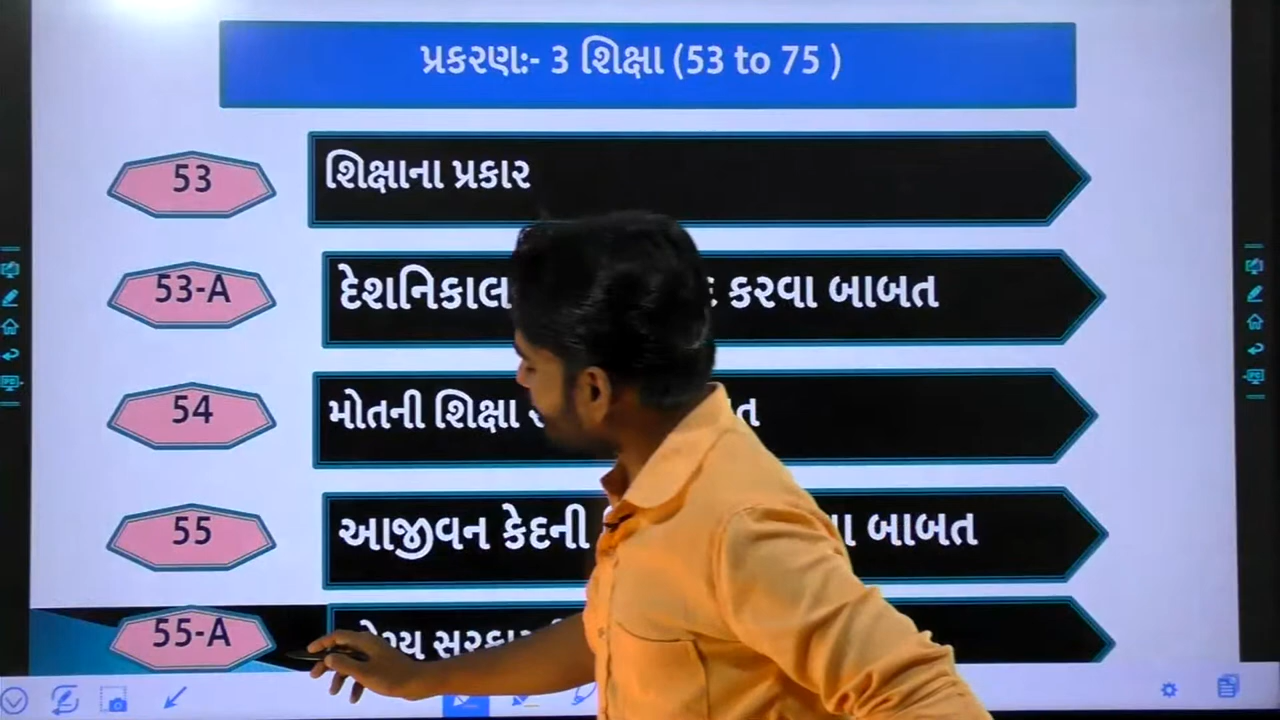 પ્રકરણઃ- 3 શિક્ષા (53 to 75 )
53
શિક્ષાના પ્રકાર
53-A
દેશનિકાલ કરવા બાબત
54
મોતની શિક્ષા
55
આજીવન કેદની બાબત
55-A